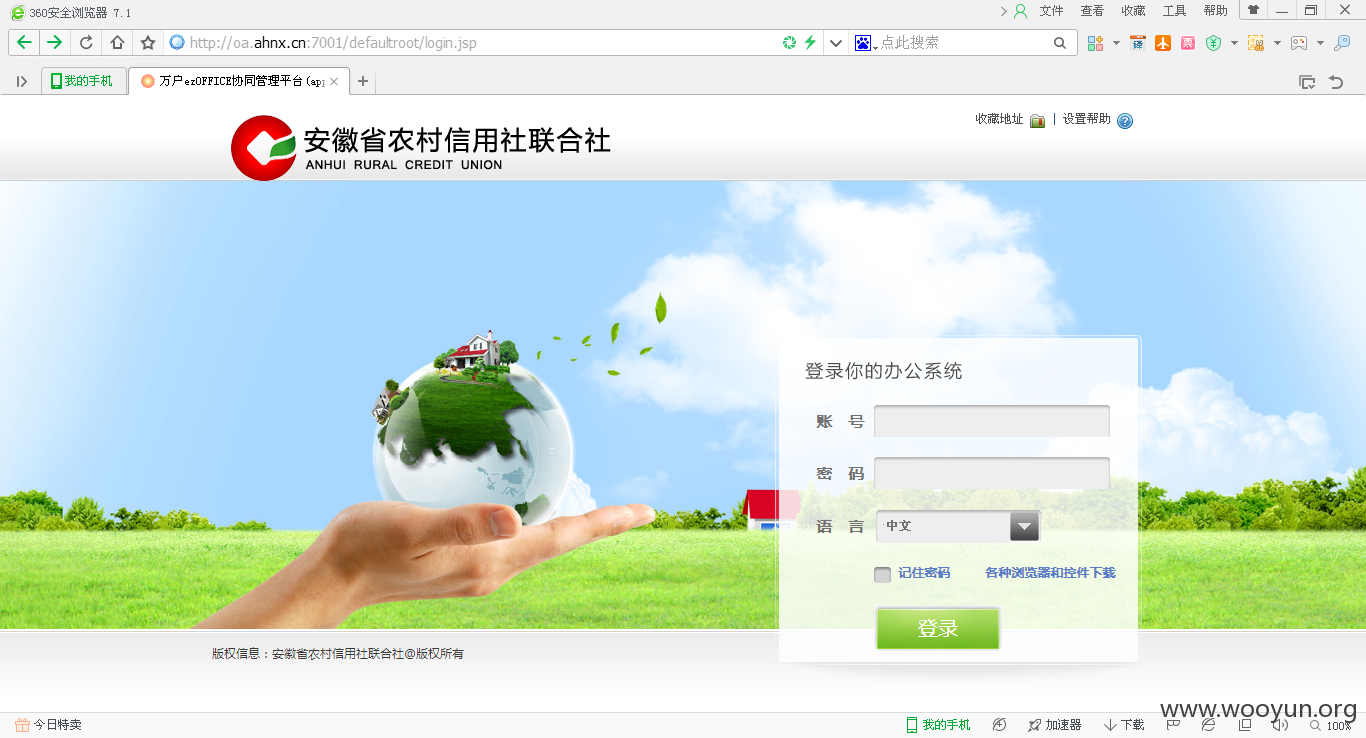 360安全浏览器 7.1
文件 查看 收藏 工具 帮助
http://oa.ahnx.cn:7001/defaultroot/login.jsp
点此搜索
译
票
我的手机
万户ezOFFICE协同管理平台(app
收藏地址 | 设置帮助
安徽省农村信用社联合社
ANHUI RURAL CREDIT UNION
登录你的办公系统
账 号
密 码
语 言 中文
记住密码 各种浏览器和控件下载
登录
版权信息：安徽省农村信用社联合社@版权所有
www.wooyun.org
今日特卖
我的手机
加速器
下载
100%